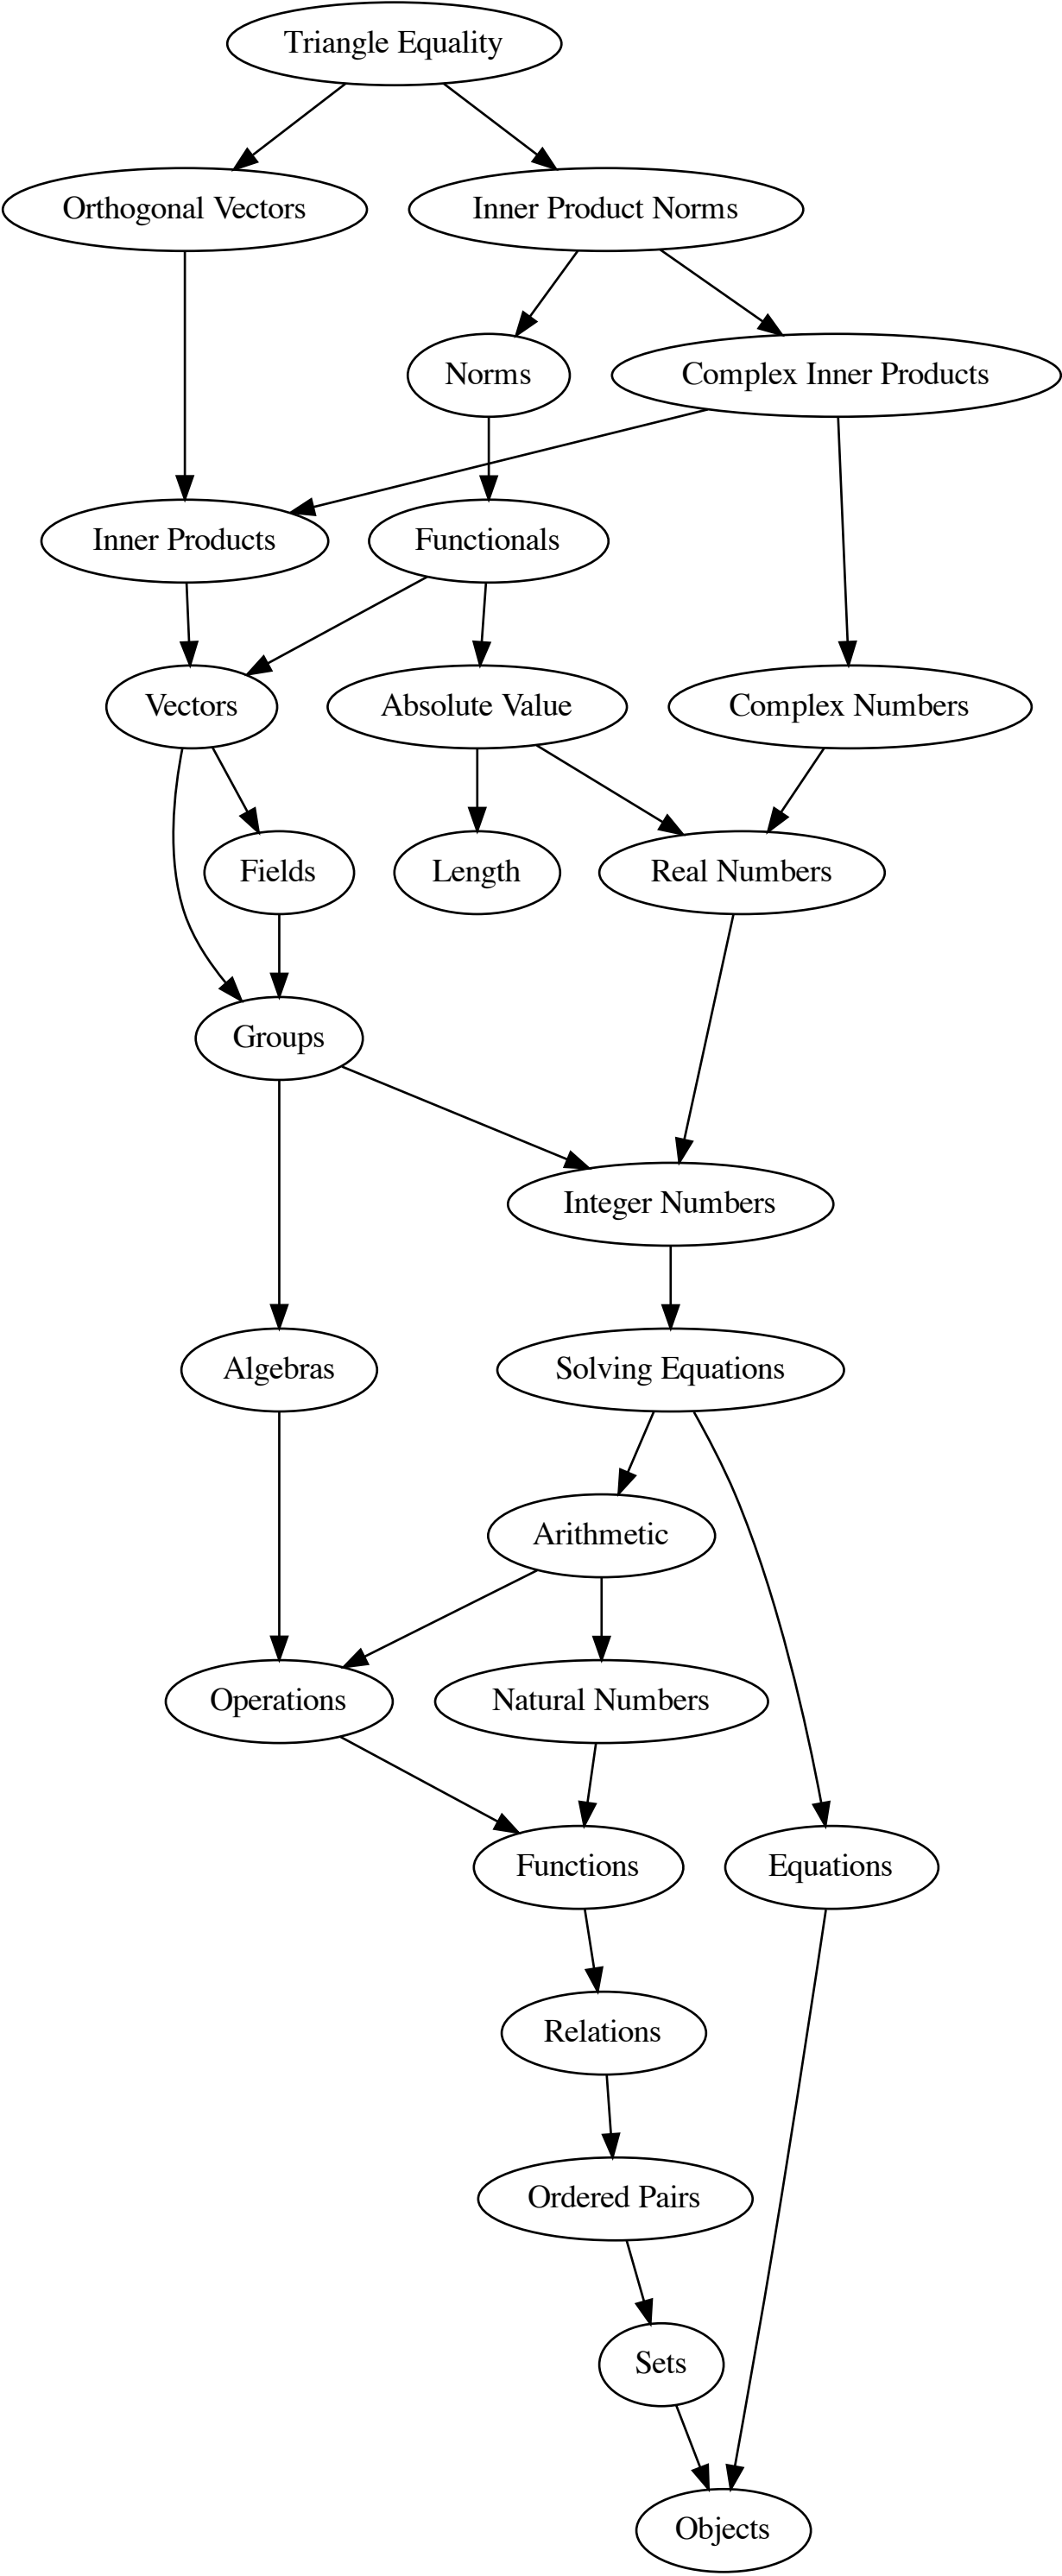 Triangle Equality
Orthogonal Vectors
Inner Product Norms
Norms
Complex Inner Products
Inner Products
Functionals
Vectors
Absolute Value
Complex Numbers
Fields
Length
Real Numbers
Groups
Integer Numbers
Algebras
Solving Equations
Arithmetic
Operations
Natural Numbers
Functions
Equations
Relations
Ordered Pairs
Sets
Objects